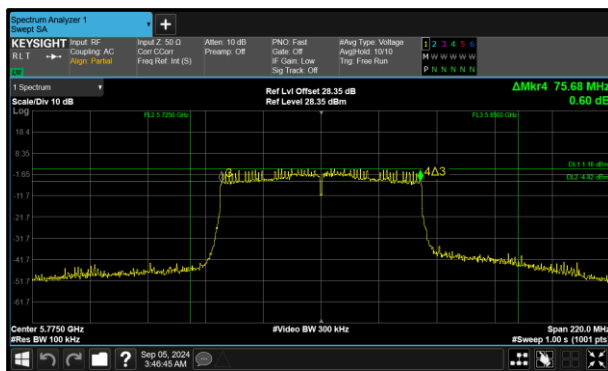 Spectrum Analyzer 1
Swept SA
KEYSIGHT
RLT
Input: RF
Coupling: AC
Align: Partial
Input Z: 50 Ω
Corr CCorr
Freq Ref: Int (S)
Atten: 10 dB
Preamp: Off
PNO: Fast
Gate: Off
IF Gain: Low
Sig Track: Off
#Avg Type: Voltage
Avg|Hold: 10/10
Trig: Free Run
1 2 3 4 5 6
M W W W W W
P N N N N N
1 Spectrum
Scale/Div 10 dB
Ref Lvl Offset 28.35 dB
Ref Level 28.35 dBm
ΔMkr4 75.68 MHz
0.60 dB
Log
FL2 5.7250 GHz
FL3 5.8500 GHz
18.4
8.35
-1.65
-11.7
-21.7
-31.7
-41.7
-51.7
-61.7
3
4Δ3
DL1 1.18 dBm
DL2 -4.82 dBm
Center 5.7750 GHz
#Res BW 100 kHz
#Video BW 300 kHz
Span 220.0 MHz
#Sweep 1.00 s (1001 pts)
?
Sep 05, 2024
3:46:45 AM